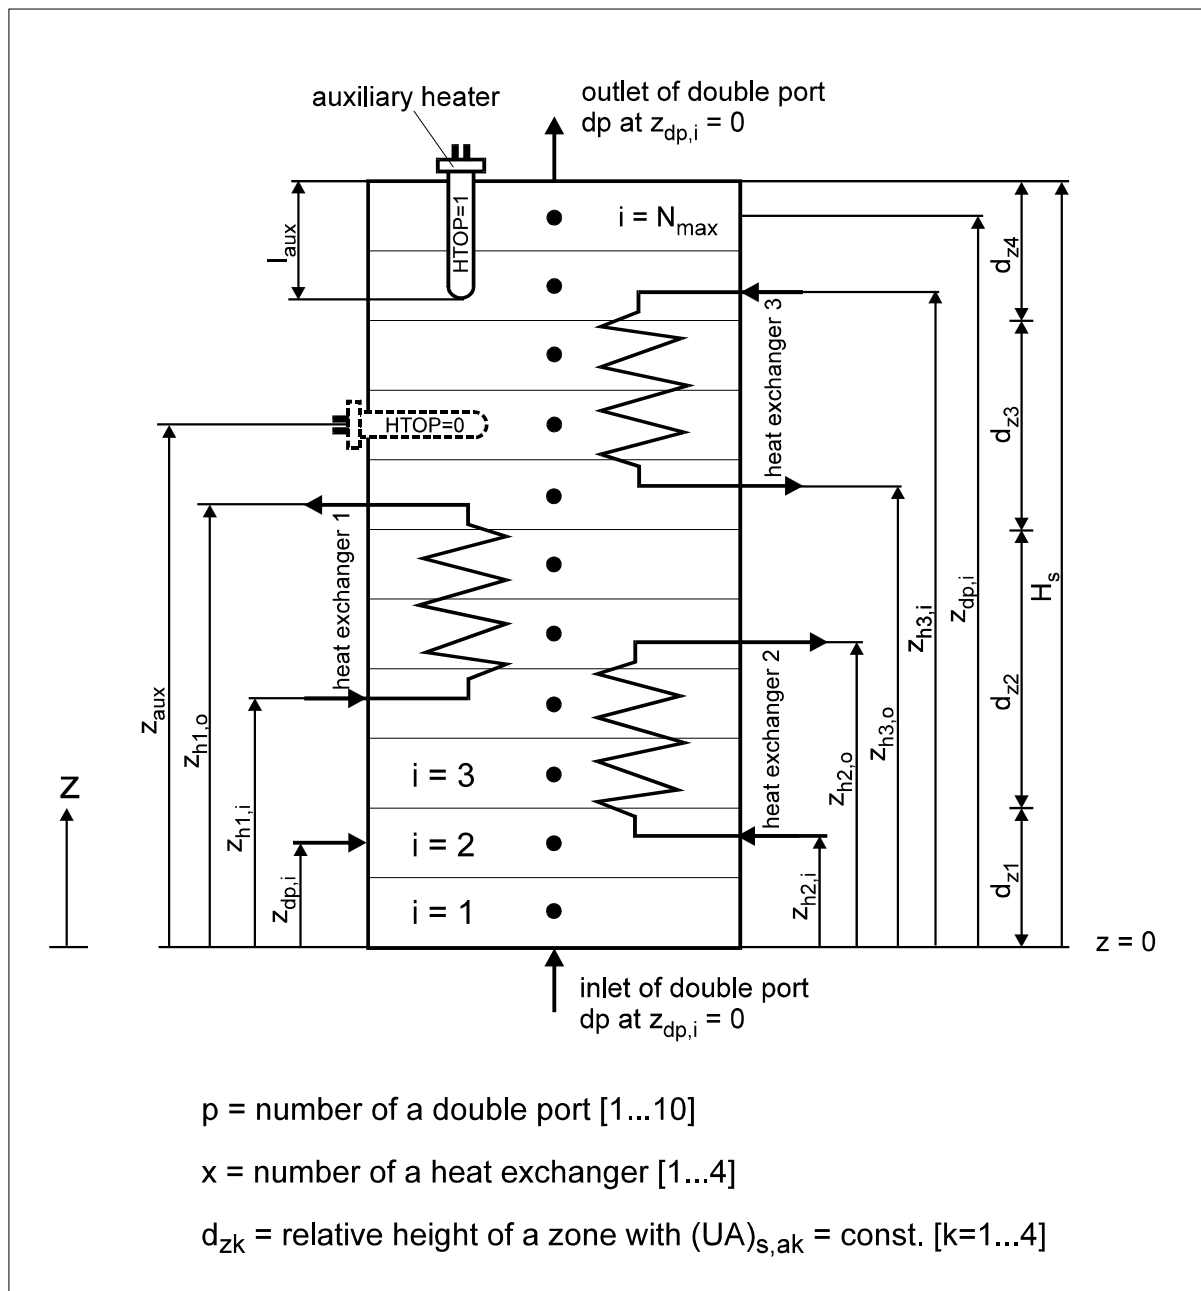 auxiliary heater
outlet of double port
dp at z_dp,i = 0
HTOP=1
l_aux
i = N_max
d_z4
heat exchanger 3
d_z3
HTOP=0
heat exchanger 1
H_s
z_dp,i
z_h3,i
z_aux
z_h1,o
d_z2
heat exchanger 2
z_h3,o
z_h2,o
i = 3
z
z_h1,i
i = 2
z_dp,i
z_h2,i
d_z1
i = 1
z = 0
inlet of double port
dp at z_dp,i = 0
p = number of a double port [1...10]
x = number of a heat exchanger [1...4]
d_zk = relative height of a zone with (UA)_s,ak = const. [k=1...4]